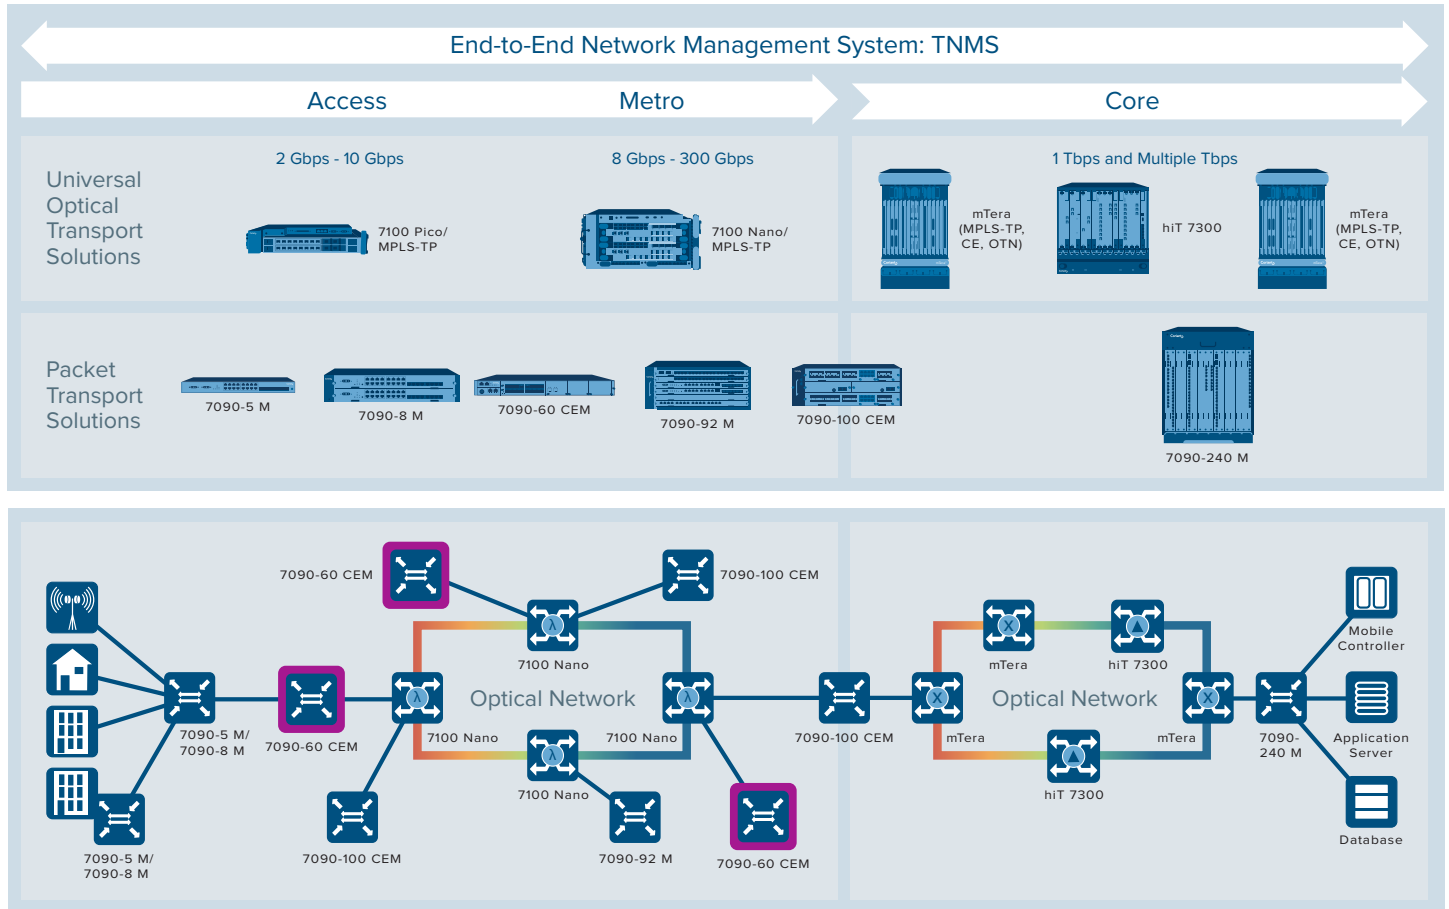 End-to-End Network Management System: TNMS
Access
Metro
Core
Universal
Optical
Transport
Solutions
2 Gbps - 10 Gbps
7100 Pico/
MPLS-TP
8 Gbps - 300 Gbps
7100 Nano/
MPLS-TP
1 Tbps and Multiple Tbps
mTera
(MPLS-TP,
CE, OTN)
hiT 7300
mTera
(MPLS-TP,
CE, OTN)
Packet
Transport
Solutions
7090-5 M
7090-8 M
7090-60 CEM
7090-92 M
7090-100 CEM
7090-240 M
7090-60 CEM
7090-100 CEM
λ
7100 Nano
X
mTera
hiT 7300
Mobile
Controller
7090-5 M/
7090-8 M
7090-60 CEM
λ
7100 Nano
Optical Network
λ
7100 Nano
7090-100 CEM
X
mTera
Optical Network
X
mTera
7090-
240 M
Application
Server
λ
7100 Nano
hiT 7300
7090-5 M/
7090-8 M
7090-100 CEM
7090-92 M
7090-60 CEM
Database